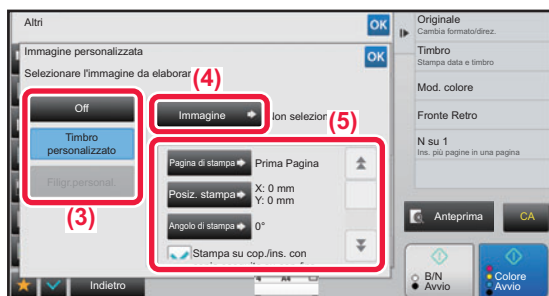 Altri
OK
Immagine personalizzata
OK
Selezionare l'immagine da elaborar
(4)
Off
Immagine
Non selezion
(5)
Timbro
personalizzato
Filigr.personal.
(3)
Pagina di stampa
Prima Pagina
Posiz. stampa
X: 0 mm
Y: 0 mm
Angolo di stampa
0°
Stampa su cop./ins. con
Indietro
A4
Originale
Cambia formato/direz.
Timbro
Stampa data e timbro
Mod. colore
Fronte Retro
N su 1
Ins. più pagine in una pagina
Anteprima
CA
B/N
Avvio
Colore
Avvio